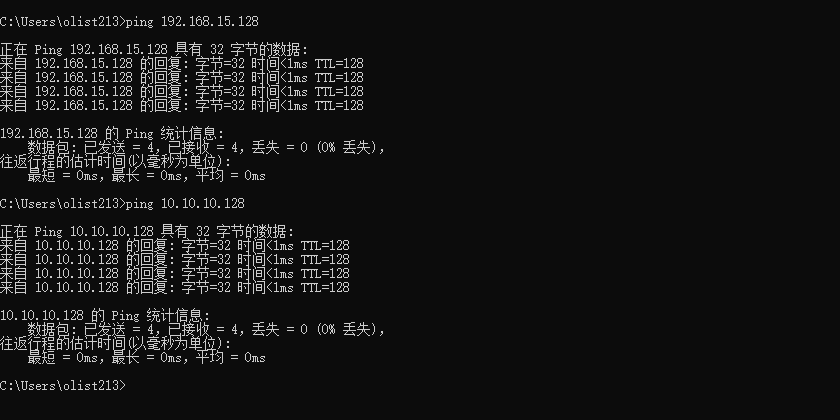 C:\Users\olist213>ping 192.168.15.128
正在 Ping 192.168.15.128 具有 32 字节的数据:
来自 192.168.15.128 的回复: 字节=32 时间<1ms TTL=128
来自 192.168.15.128 的回复: 字节=32 时间<1ms TTL=128
来自 192.168.15.128 的回复: 字节=32 时间<1ms TTL=128
来自 192.168.15.128 的回复: 字节=32 时间<1ms TTL=128
192.168.15.128 的 Ping 统计信息:
    数据包: 已发送 = 4，已接收 = 4，丢失 = 0 (0% 丢失)，
往返行程的估计时间(以毫秒为单位):
    最短 = 0ms，最长 = 0ms，平均 = 0ms
C:\Users\olist213>ping 10.10.10.128
正在 Ping 10.10.10.128 具有 32 字节的数据:
来自 10.10.10.128 的回复: 字节=32 时间<1ms TTL=128
来自 10.10.10.128 的回复: 字节=32 时间<1ms TTL=128
来自 10.10.10.128 的回复: 字节=32 时间<1ms TTL=128
来自 10.10.10.128 的回复: 字节=32 时间<1ms TTL=128
10.10.10.128 的 Ping 统计信息:
    数据包: 已发送 = 4，已接收 = 4，丢失 = 0 (0% 丢失)，
往返行程的估计时间(以毫秒为单位):
    最短 = 0ms，最长 = 0ms，平均 = 0ms
C:\Users\olist213>